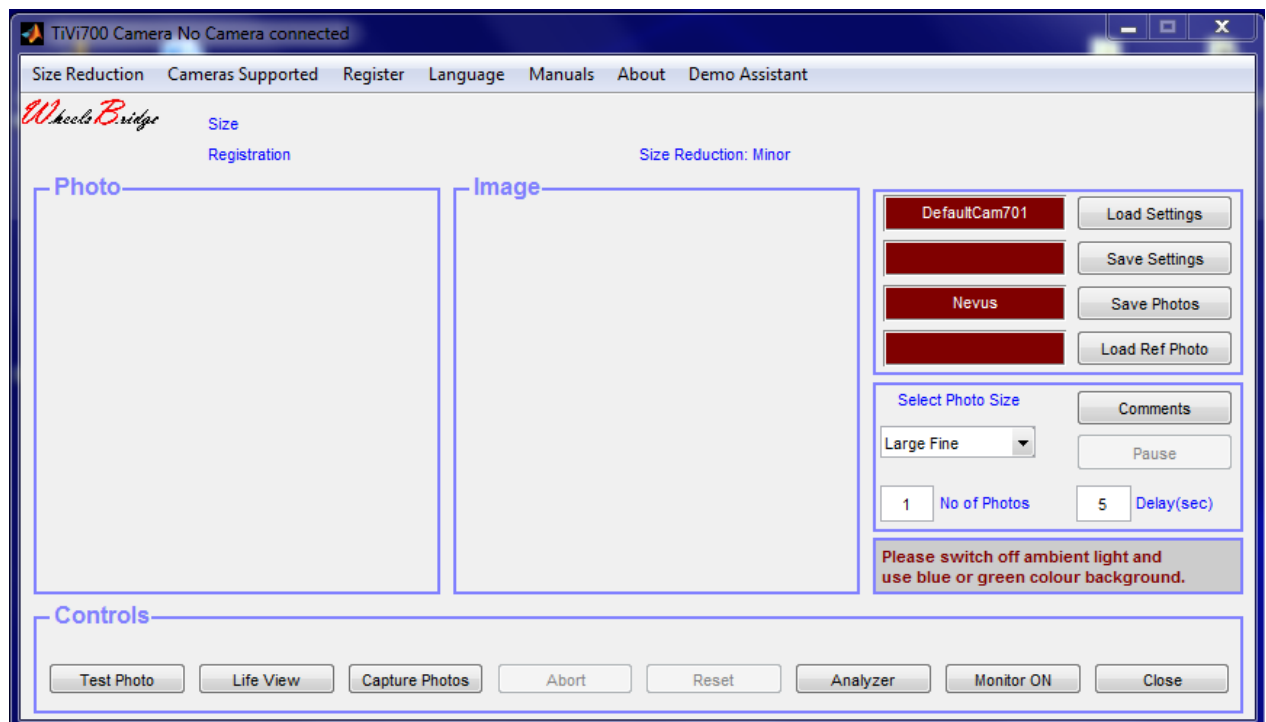 TiVi700 Camera No Camera connected
Size Reduction Cameras Supported Register Language Manuals About Demo Assistant
WheelsBridge
Size
Registration Size Reduction: Minor
Photo Image
DefaultCam701 Load Settings
Save Settings
Nevus Save Photos
Load Ref Photo
Select Photo Size Comments
Large Fine Pause
1 No of Photos 5 Delay(sec)
Please switch off ambient light and
use blue or green colour background.
Controls
Test Photo Life View Capture Photos Abort Reset Analyzer Monitor ON Close